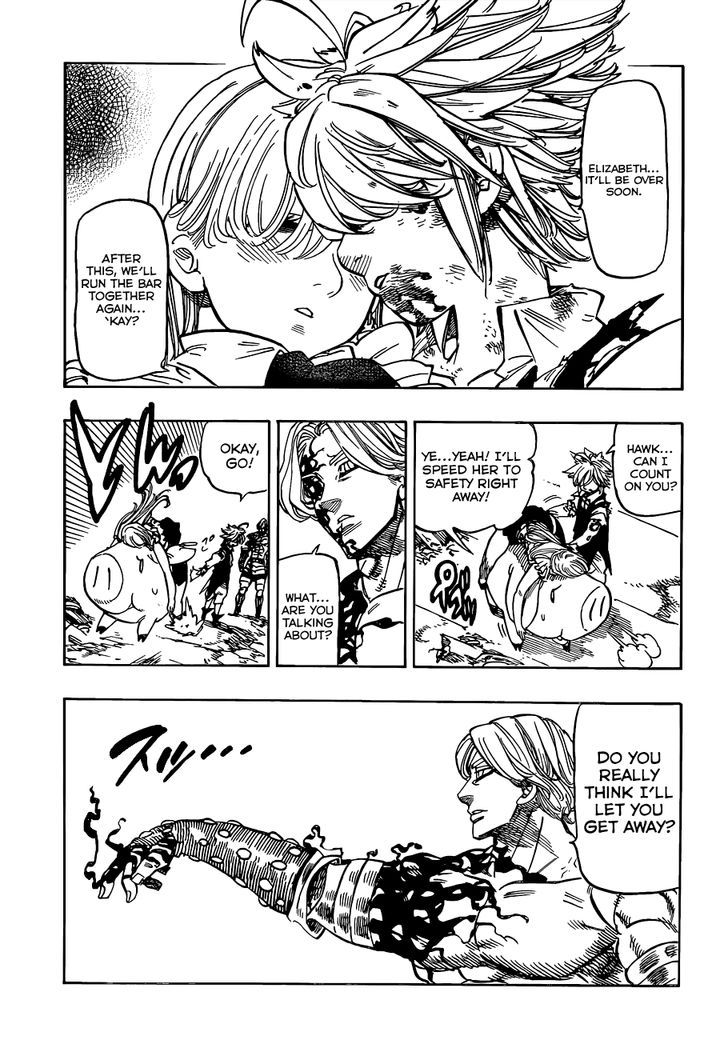 ELIZABETH...
IT'LL BE OVER
SOON.
AFTER
THIS, WE'LL
RUN THE BAR
TOGETHER
AGAIN...
'KAY?
HAWK...
CAN I
COUNT
ON YOU?
YE...YEAH! I'LL
SPEED HER TO
SAFETY RIGHT
AWAY!
WHAT...
ARE YOU
TALKING
ABOUT?
OKAY,
GO!
DO YOU
REALLY
THINK I'LL
LET YOU
GET AWAY?
スッ...